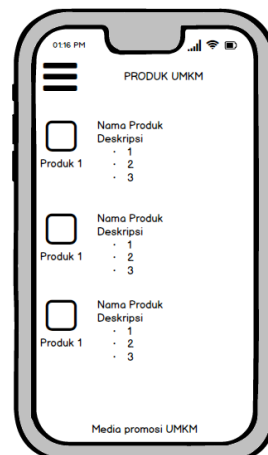 01:16 PM
PRODUK UMKM
Nama Produk
Deskripsi
· 1
· 2
· 3
Produk 1
Nama Produk
Deskripsi
· 1
· 2
· 3
Produk 1
Nama Produk
Deskripsi
· 1
· 2
· 3
Produk 1
Media promosi UMKM